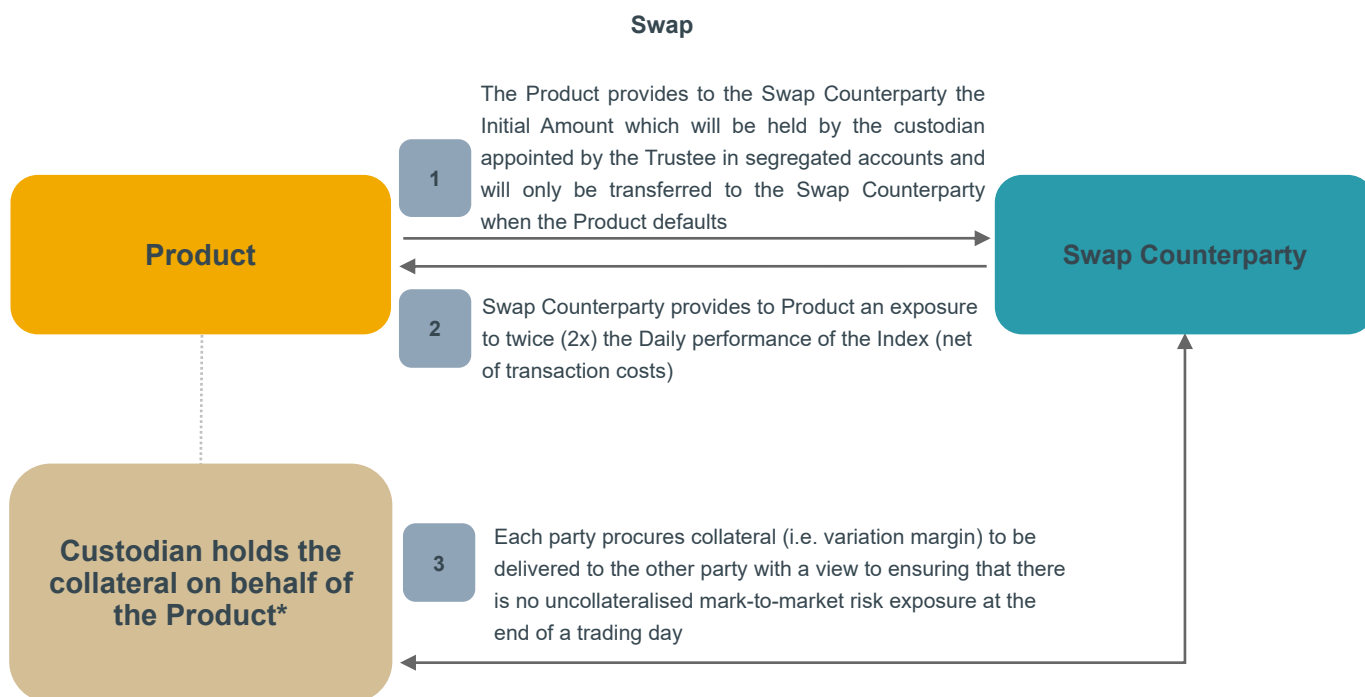 Swap
The Product provides to the Swap Counterparty the
Initial Amount which will be held by the custodian
appointed by the Trustee in segregated accounts and
will only be transferred to the Swap Counterparty
when the Product defaults
1
Product
Swap Counterparty
2
Swap Counterparty provides to Product an exposure
to twice (2x) the Daily performance of the Index (net
of transaction costs)
Custodian holds the
collateral on behalf of
the Product*
3
Each party procures collateral (i.e. variation margin) to be
delivered to the other party with a view to ensuring that there
is no uncollateralised mark-to-market risk exposure at the
end of a trading day